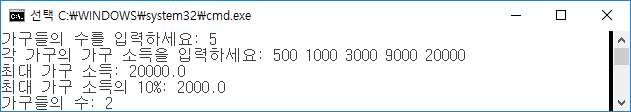 선택 C:₩WINDOWS₩system32₩cmd.exe
가구들의 수를 입력하세요: 5
각 가구의 가구 소득을 입력하세요: 500 1000 3000 9000 20000
최대 가구 소득: 20000.0
최대 가구 소득의 10%: 2000.0
가구들의 수: 2